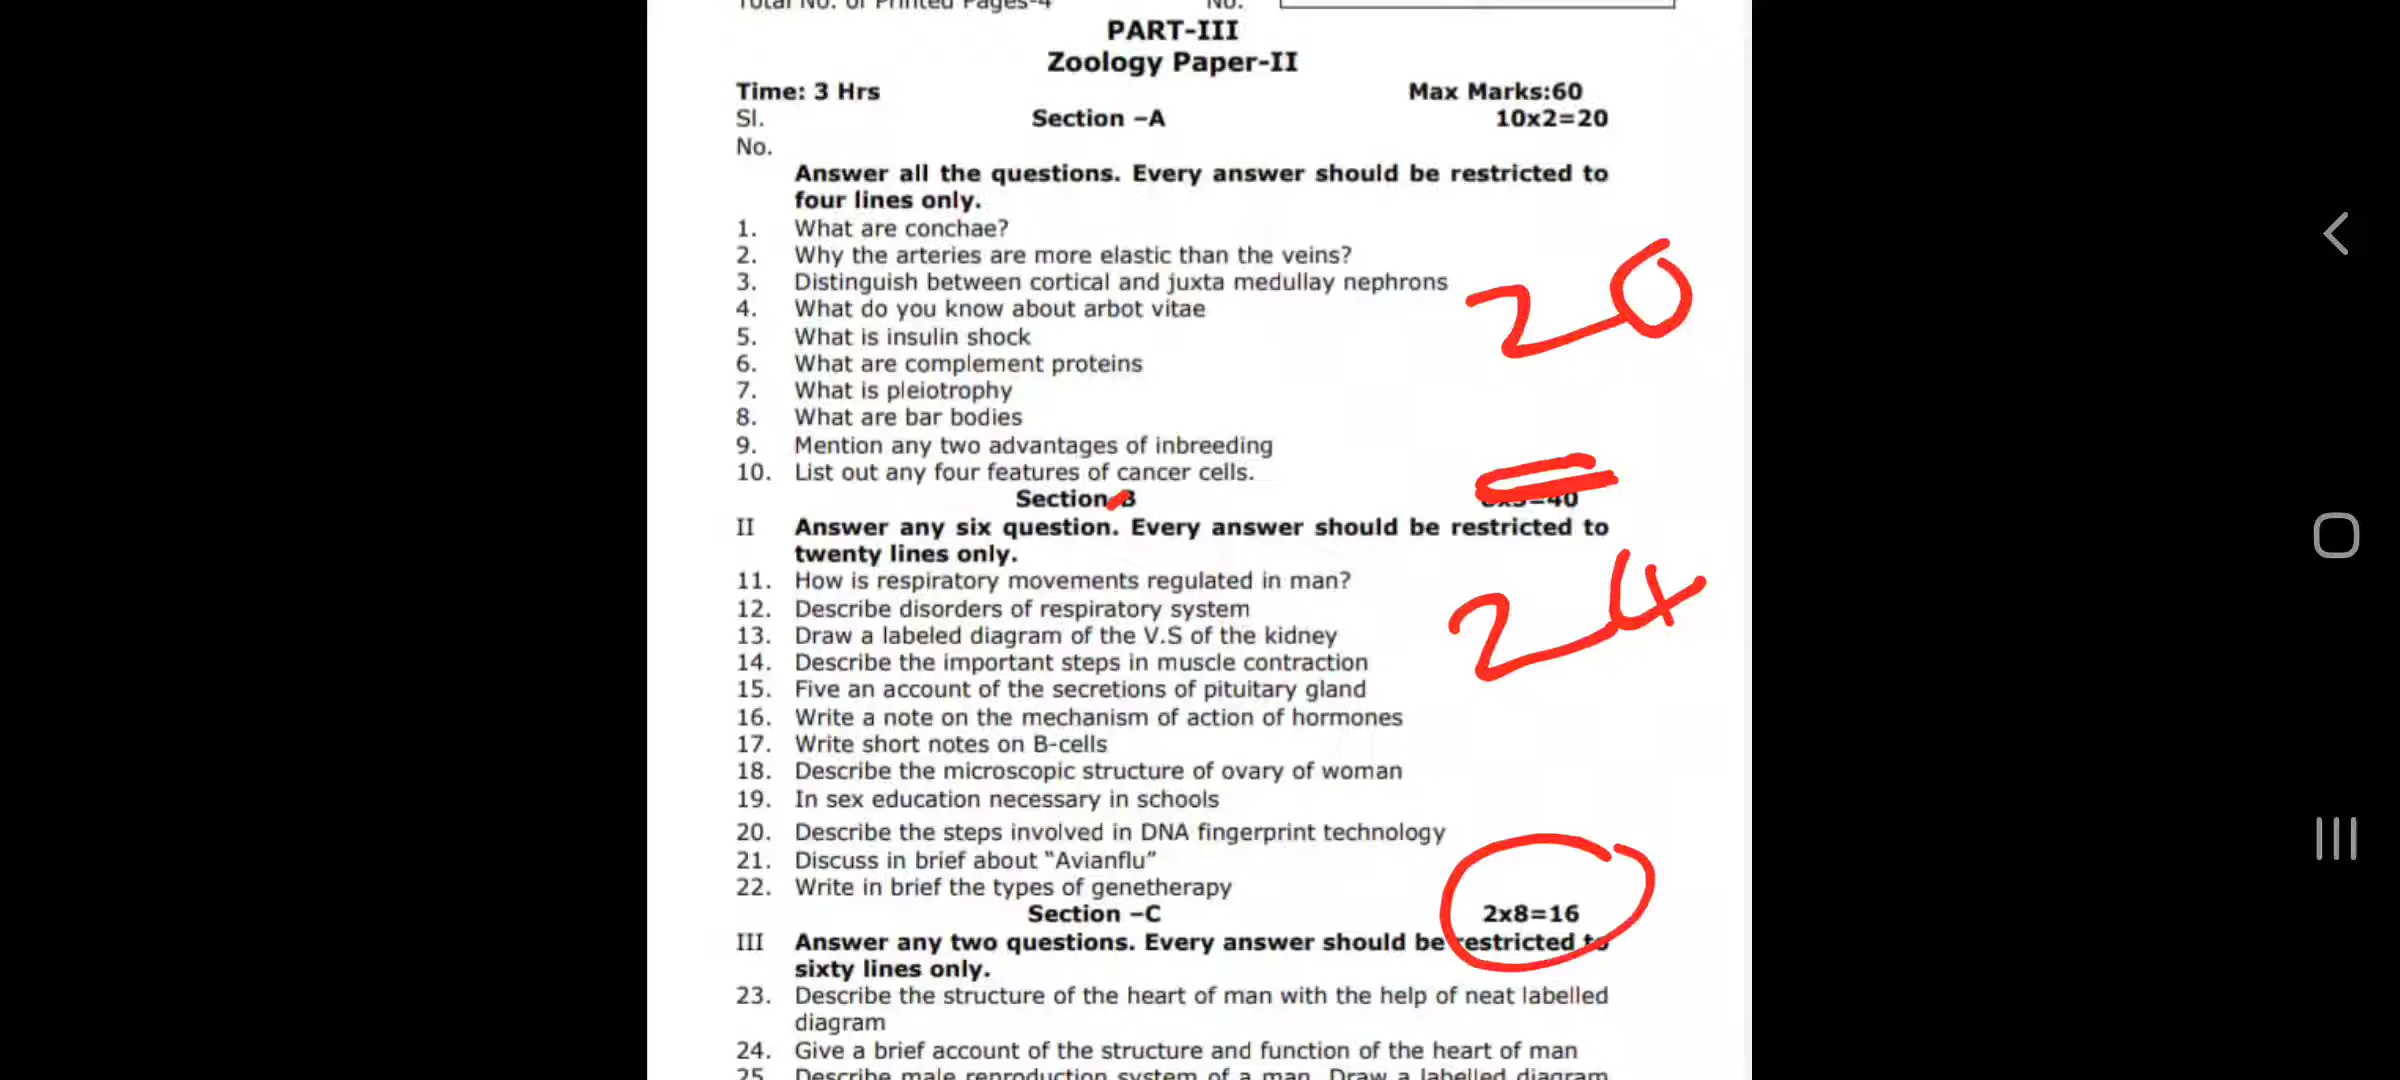 PART-III
Zoology Paper-II
Time: 3 Hrs Max Marks:60
Sl. Section –A 10x2=20
No.
Answer all the questions. Every answer should be restricted to
four lines only.
1. What are conchae?
2. Why the arteries are more elastic than the veins?
3. Distinguish between cortical and juxta medullay nephrons
4. What do you know about arbot vitae
5. What is insulin shock
6. What are complement proteins
7. What is pleiotrophy
8. What are bar bodies
9. Mention any two advantages of inbreeding
10. List out any four features of cancer cells.
20
Section B =40
II Answer any six question. Every answer should be restricted to
twenty lines only.
11. How is respiratory movements regulated in man?
12. Describe disorders of respiratory system
13. Draw a labeled diagram of the V.S of the kidney
14. Describe the important steps in muscle contraction
15. Five an account of the secretions of pituitary gland
16. Write a note on the mechanism of action of hormones
17. Write short notes on B-cells
18. Describe the microscopic structure of ovary of woman
19. In sex education necessary in schools
20. Describe the steps involved in DNA fingerprint technology
21. Discuss in brief about “Avianflu”
22. Write in brief the types of genetherapy
24
Section –C 2x8=16
III Answer any two questions. Every answer should be restricted to
sixty lines only.
23. Describe the structure of the heart of man with the help of neat labelled
diagram
24. Give a brief account of the structure and function of the heart of man
25. Describe male reproduction system of a man. Draw a labelled diagram